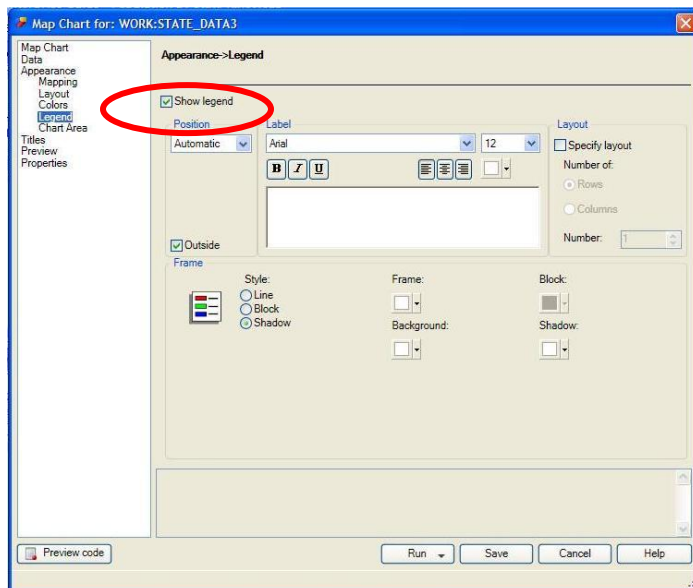 Map Chart for: WORK:STATE_DATA3
Map Chart
Data
Appearance
Mapping
Layout
Colors
Legend
Chart Area
Titles
Preview
Properties
Appearance->Legend
Show legend
Position
Automatic
Outside
Label
Arial
12
B I U
Layout
Specify layout
Number of:
Rows
Columns
Number: 1
Frame
Style:
Line
Block
Shadow
Frame:
Background:
Block:
Shadow:
Preview code
Run
Save
Cancel
Help